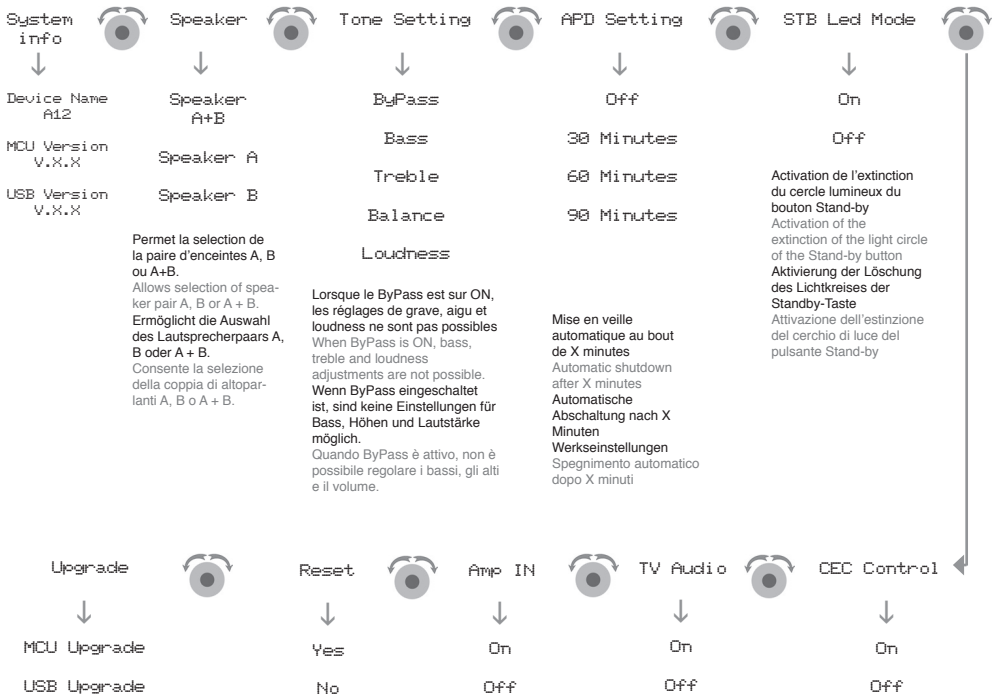 System info
Device Name
A12
MCU Version
V.X.X
USB Version
V.X.X
Speaker
Speaker
A+B
Speaker A
Speaker B
Permet la selection de
la paire d'enceintes A, B
ou A+B.
Allows selection of spea-
ker pair A, B or A + B.
Ermöglicht die Auswahl
des Lautsprecherpaars A,
B oder A + B.
Consente la selezione
della coppia di altopar-
lanti A, B o A + B.
Tone Setting
ByPass
Bass
Treble
Balance
Loudness
Lorsque le ByPass est sur ON,
les réglages de grave, aigu et
loudness ne sont pas possibles
When ByPass is ON, bass,
treble and loudness
adjustments are not possible.
Wenn ByPass eingeschaltet
ist, sind keine Einstellungen für
Bass, Höhen und Lautstärke
möglich.
Quando ByPass è attivo, non è
possibile regolare i bassi, gli alti
e il volume.
APD Setting
Off
30 Minutes
60 Minutes
90 Minutes
Mise en veille
automatique au bout
de X minutes
Automatic shutdown
after X minutes
Automatische
Abschaltung nach X
Minuten
Werkseinstellungen
Spegnimento automatico
dopo X minuti
STB Led Mode
On
Off
Activation de l'extinction
du cercle lumineux du
bouton Stand-by
Activation of the
extinction of the light circle
of the Stand-by button
Aktivierung der Löschung
des Lichtkreises der
Standby-Taste
Attivazione dell'estinzione
del cerchio di luce del
pulsante Stand-by
Upgrade
MCU Upgrade
USB Upgrade
Reset
Yes
No
Amp IN
On
Off
TV Audio
On
Off
CEC Control
On
Off